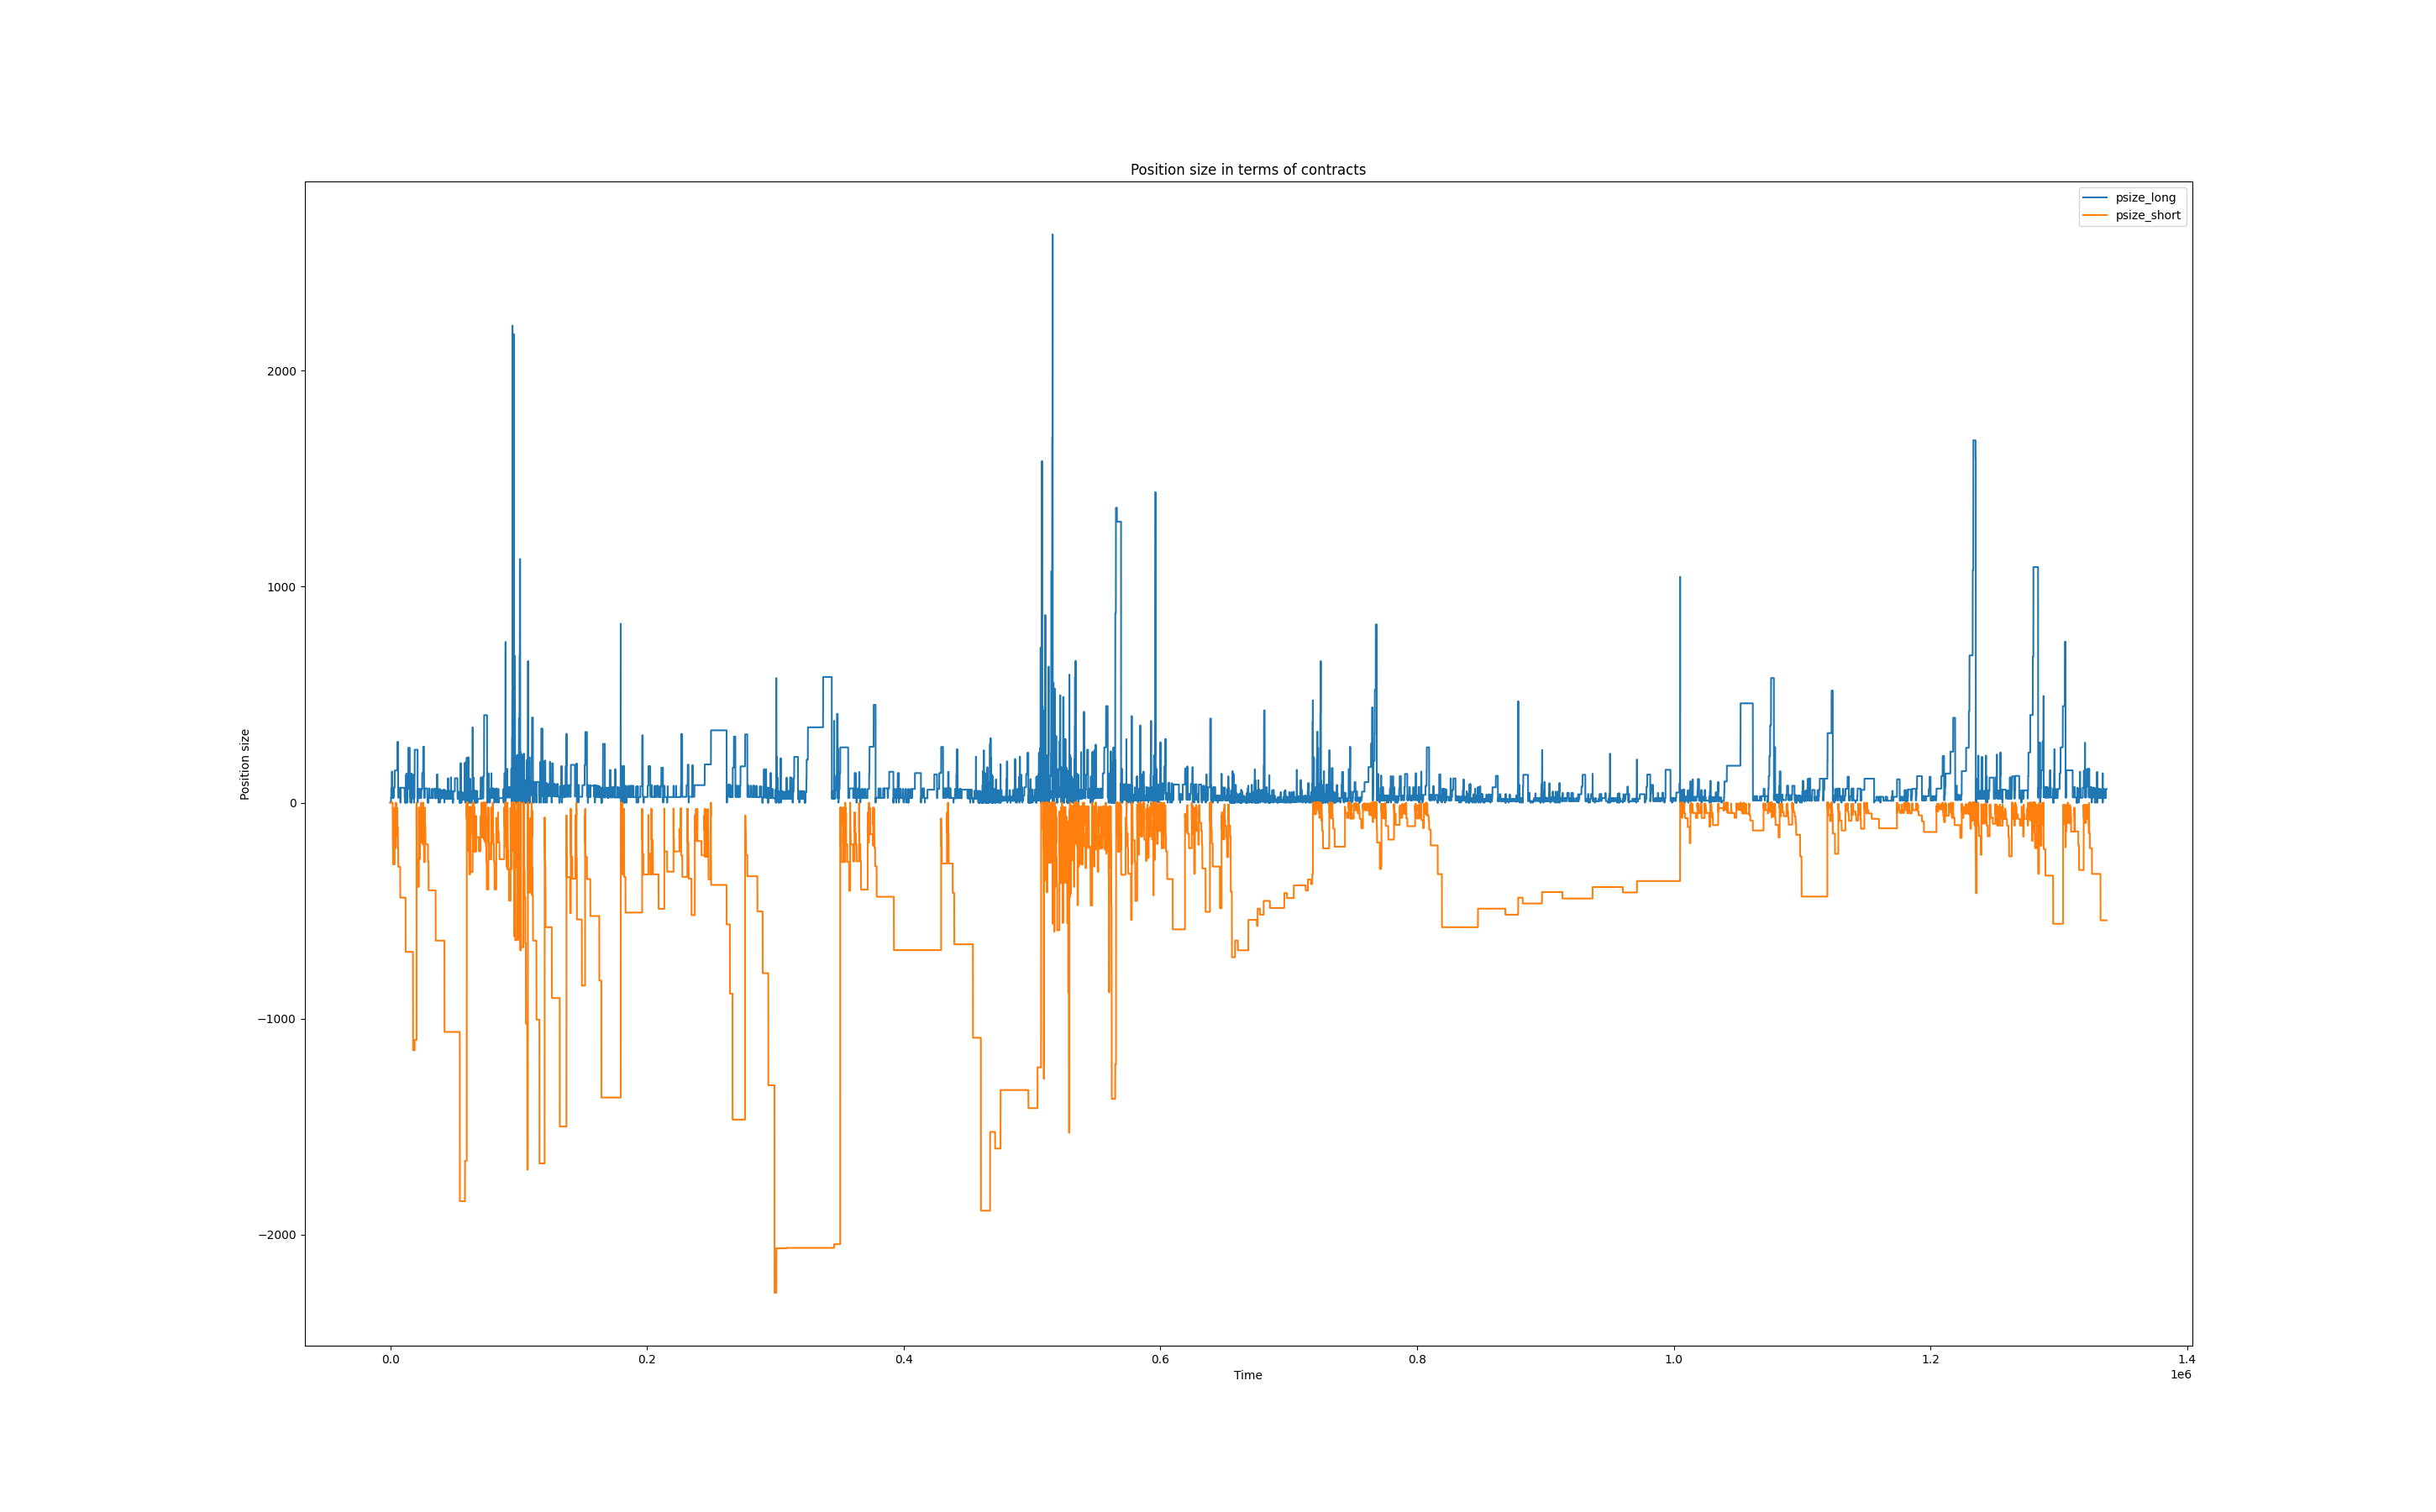 Position size in terms of contracts
psize_long
psize_short
Position size
2000
1000
0
−1000
−2000
0.0
0.2
0.4
0.6
0.8
1.0
1.2
1.4
1e6
Time